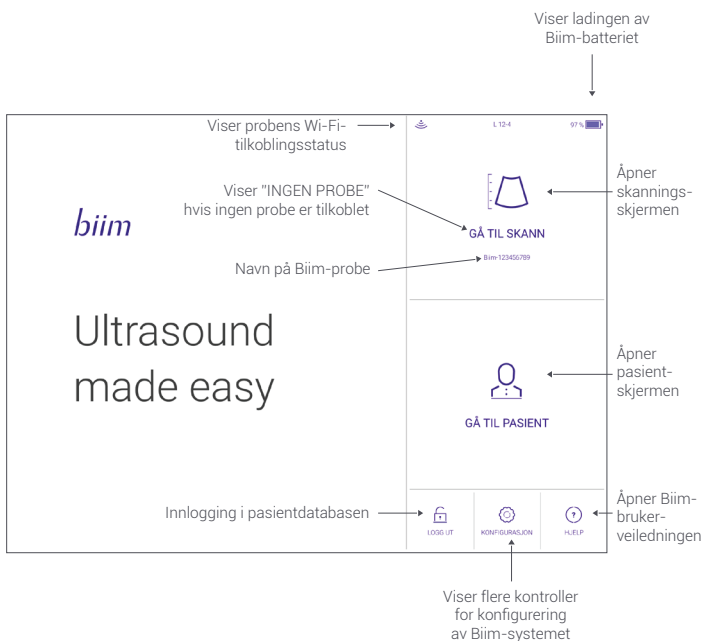 Viser ladingen av
Biim-batteriet
Viser probens Wi-Fi-
tilkoblingsstatus
L 12-4
97 %
Viser "INGEN PROBE"
hvis ingen probe er tilkoblet
Åpner
skannings-
skjermen
biim
GÅ TIL SKANN
Navn på Biim-probe
Biim-123456789
Ultrasound
made easy
Åpner
pasient-
skjermen
GÅ TIL PASIENT
Innlogging i pasientdatabasen
LOGG UT
KONFIGURASJON
?
HJELP
Åpner Biim-
bruker-
veiledningen
Viser flere kontroller
for konfigurering
av Biim-systemet